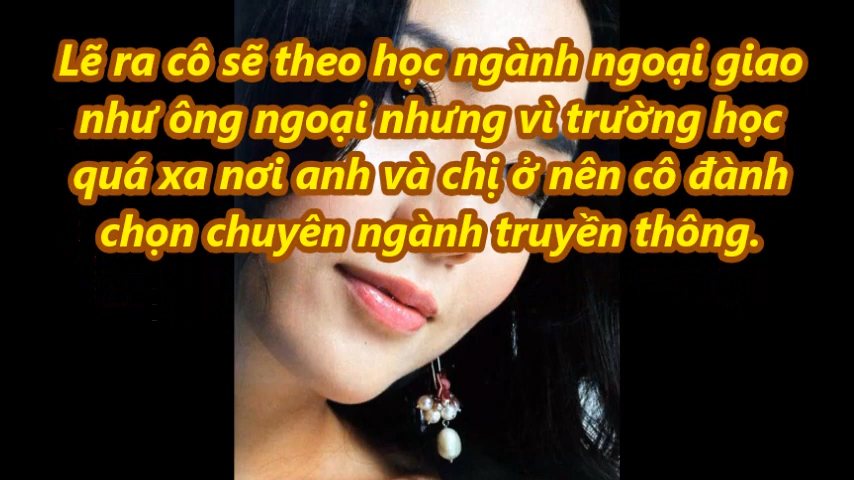 Lẽ ra cô sẽ theo học ngành ngoại giao
như ông ngoại nhưng vì trường học
quá xa nơi anh và chị ở nên cô đành
chọn chuyên ngành truyền thông.